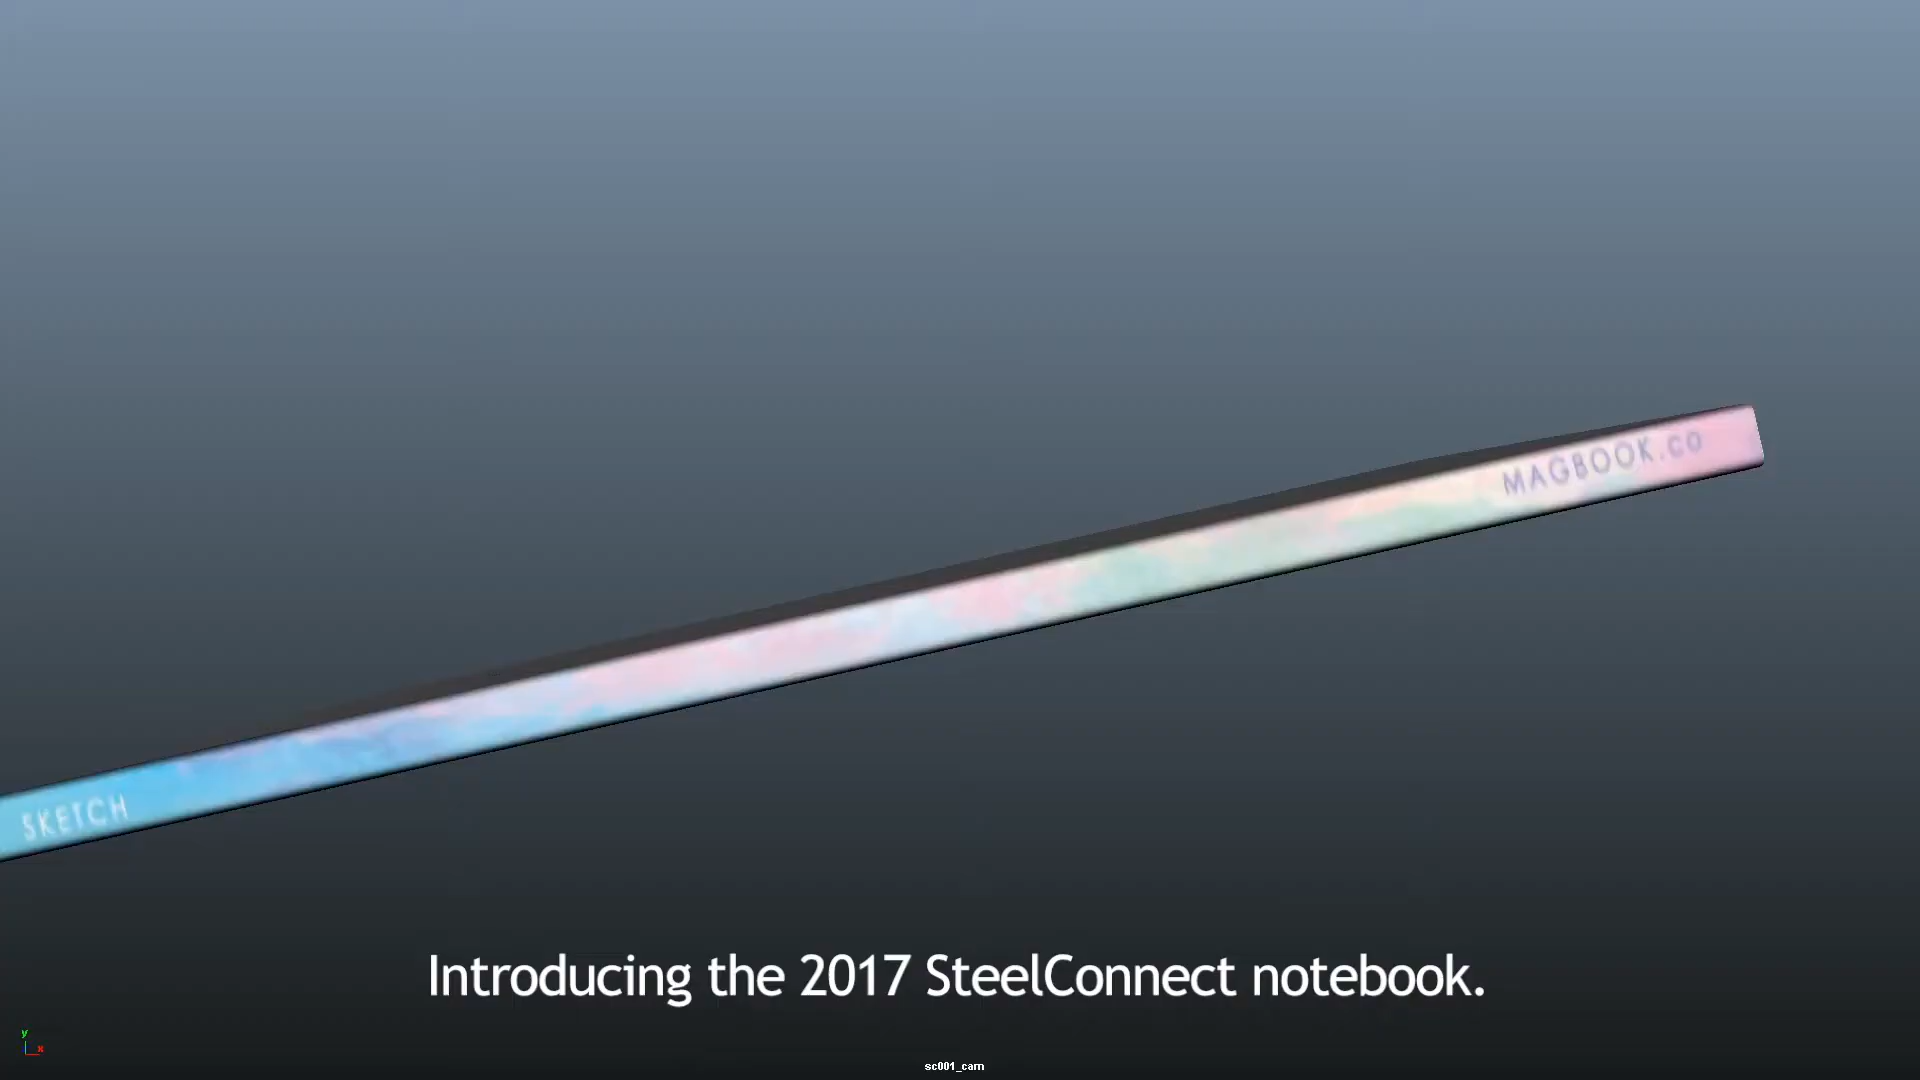 MAGBOOK.co
SKETCH
Introducing the 2017 SteelConnect notebook.
y
x
sc001_cam